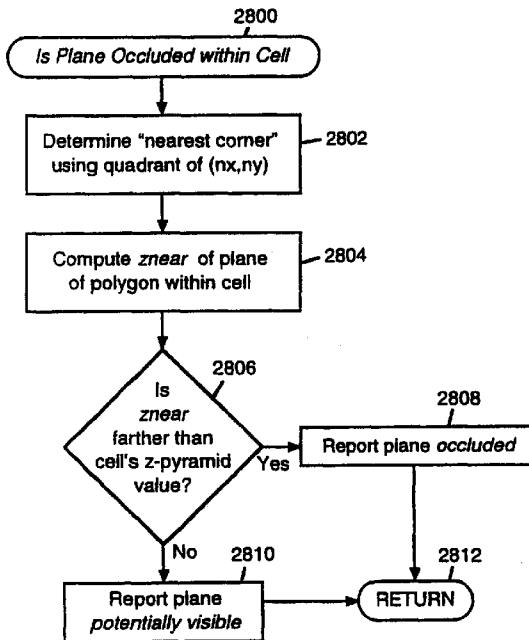 2800
Is Plane Occluded within Cell
Determine "nearest corner"
using quadrant of (nx,ny)
2802
Compute znear of plane
of polygon within cell
2804
2806
Is
znear
farther than
cell's z-pyramid
value?
Yes
2808
Report plane occluded
No
2810
Report plane
potentially visible
2812
RETURN